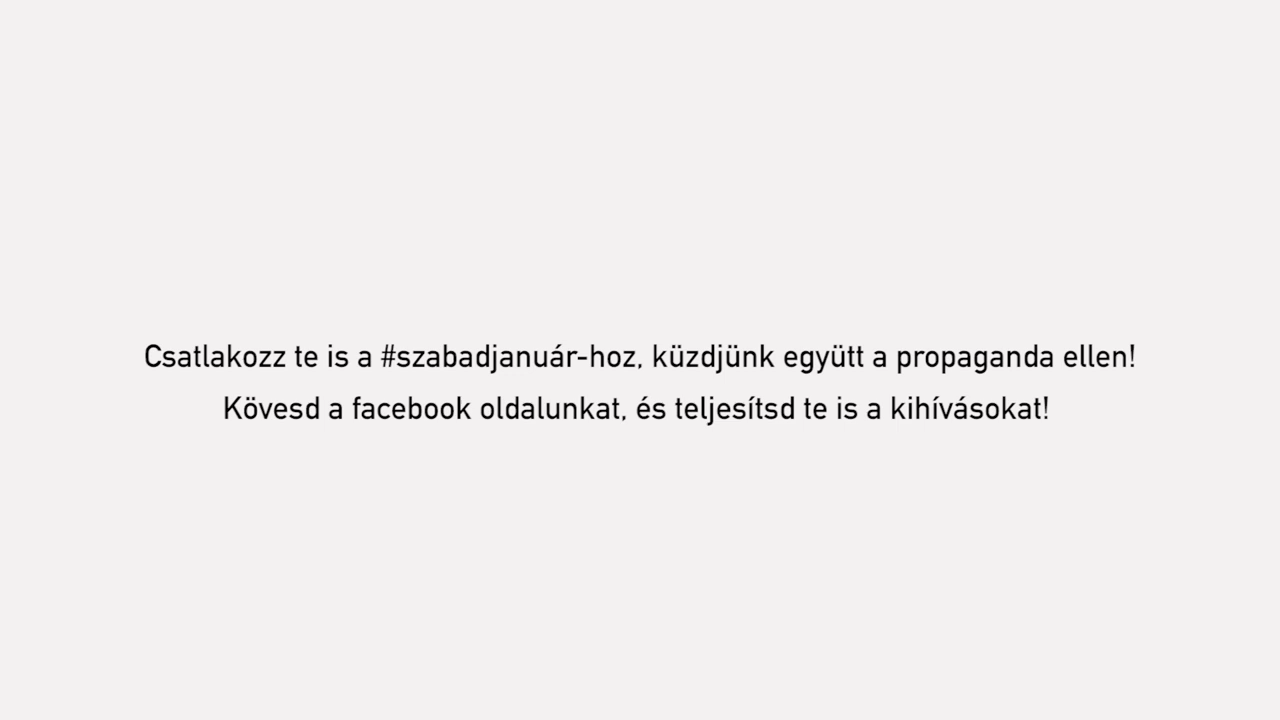 Csatlakozz te is a #szabadjanuár-hoz, küzdjünk együtt a propaganda ellen!
Kövesd a facebook oldalunkat, és teljesítsd te is a kihívásokat!